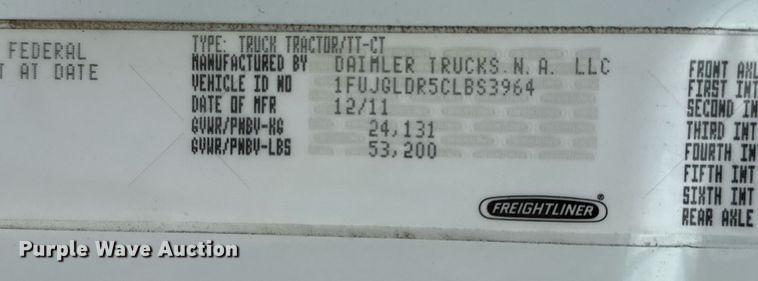 FEDERAL
T AT DATE
TYPE: TRUCK TRACTOR/TT-CT
MANUFACTURED BY DAIMLER TRUCKS N.A. LLC
VEHICLE ID NO 1FUJGLDR5CLBS3964
DATE OF MFR 12/11
GVWR/PNBV-KG 24,131
GVWR/PNBV-LBS 53,200
FREIGHTLINER®
FRONT AXL
FIRST INT
SECOND IN
THIRD INT
FOURTH IN
FIFTH INT
SIXTH INT
REAR AXLE
Purple Wave Auction